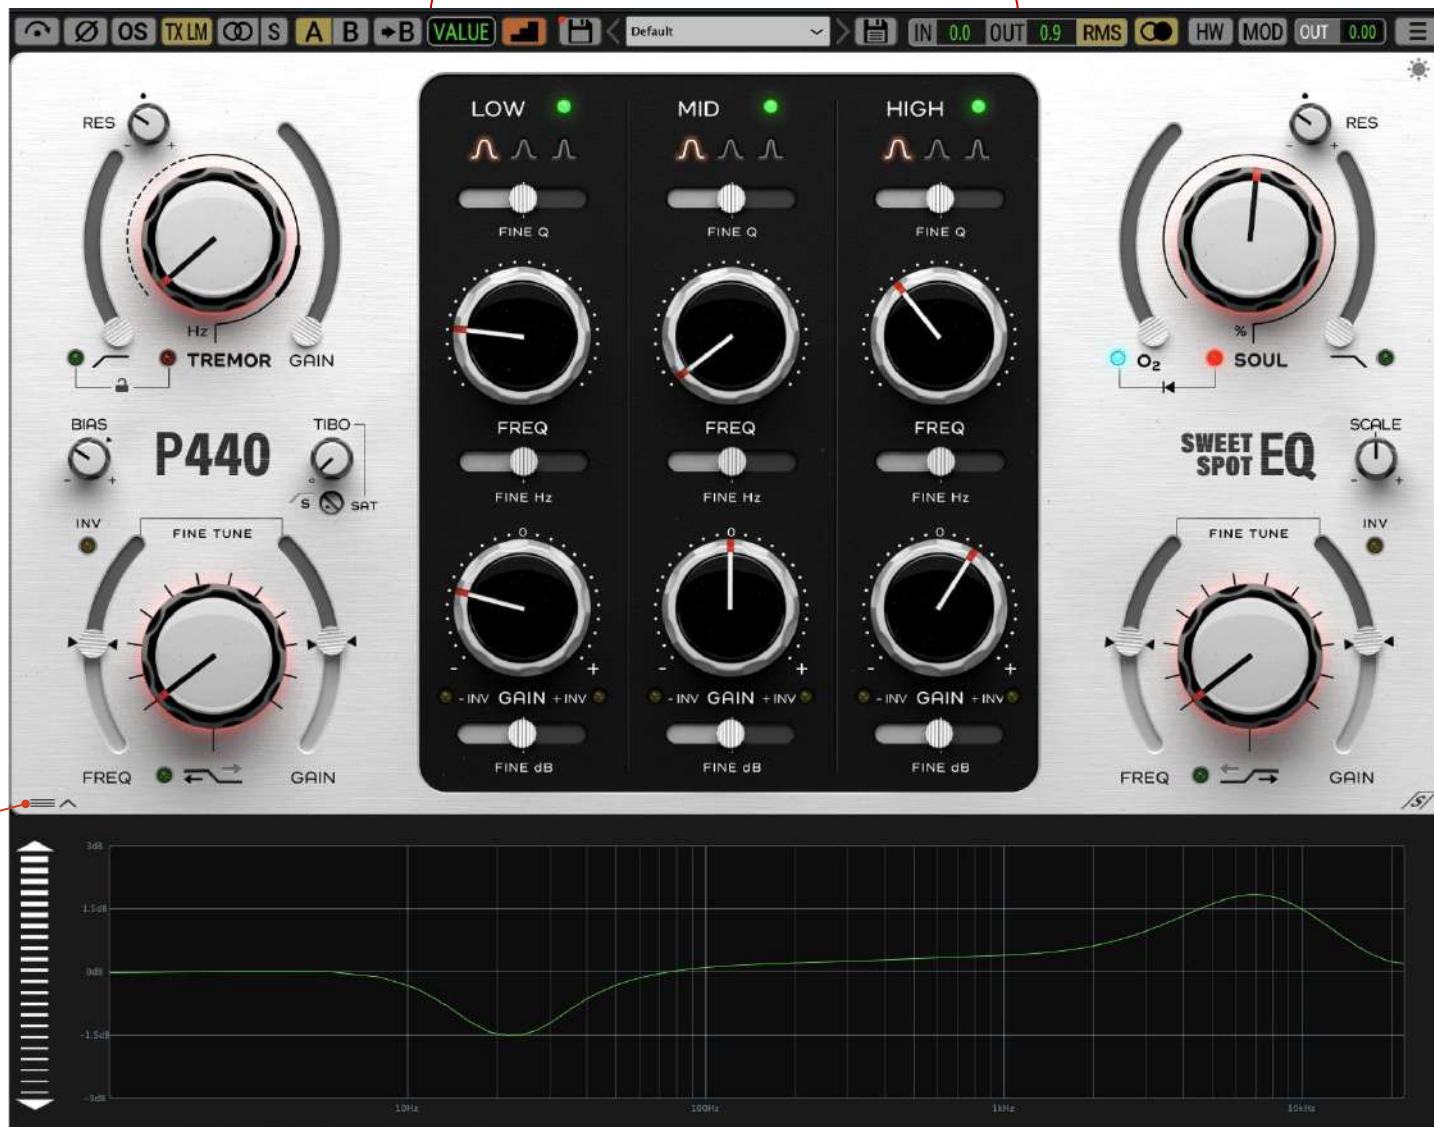 OS TX LM S A B B VALUE Default IN 0.0 OUT 0.9 RMS HW MOD OUT 0.00
RES
- +
Hz
TREMOR GAIN
BIAS
- +
P440
TIBO
S SAT
INV
FINE TUNE
FREQ GAIN
LOW MID HIGH
FINE Q FINE Q FINE Q
FREQ FREQ FREQ
FINE Hz FINE Hz FINE Hz
0 0 0
- + - + - +
- INV GAIN + INV - INV GAIN + INV - INV GAIN + INV
FINE dB FINE dB FINE dB
RES
- +
%
O₂ SOUL
SWEET SPOT EQ
SCALE
- +
INV
FINE TUNE
FREQ GAIN
S
3dB
1.5dB
0dB
-1.5dB
-3dB
10Hz 100Hz 1kHz 10kHz